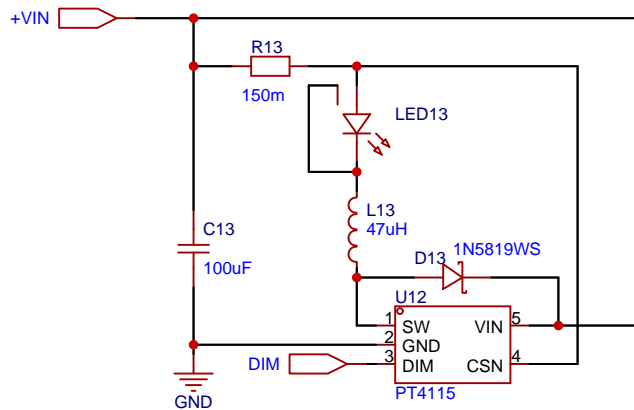 +VIN
R13
150m
LED13
C13
100uF
L13
47uH
D13
1N5819WS
U12
1
SW
VIN
5
2
GND
3
DIM
CSN
4
DIM
PT4115
GND